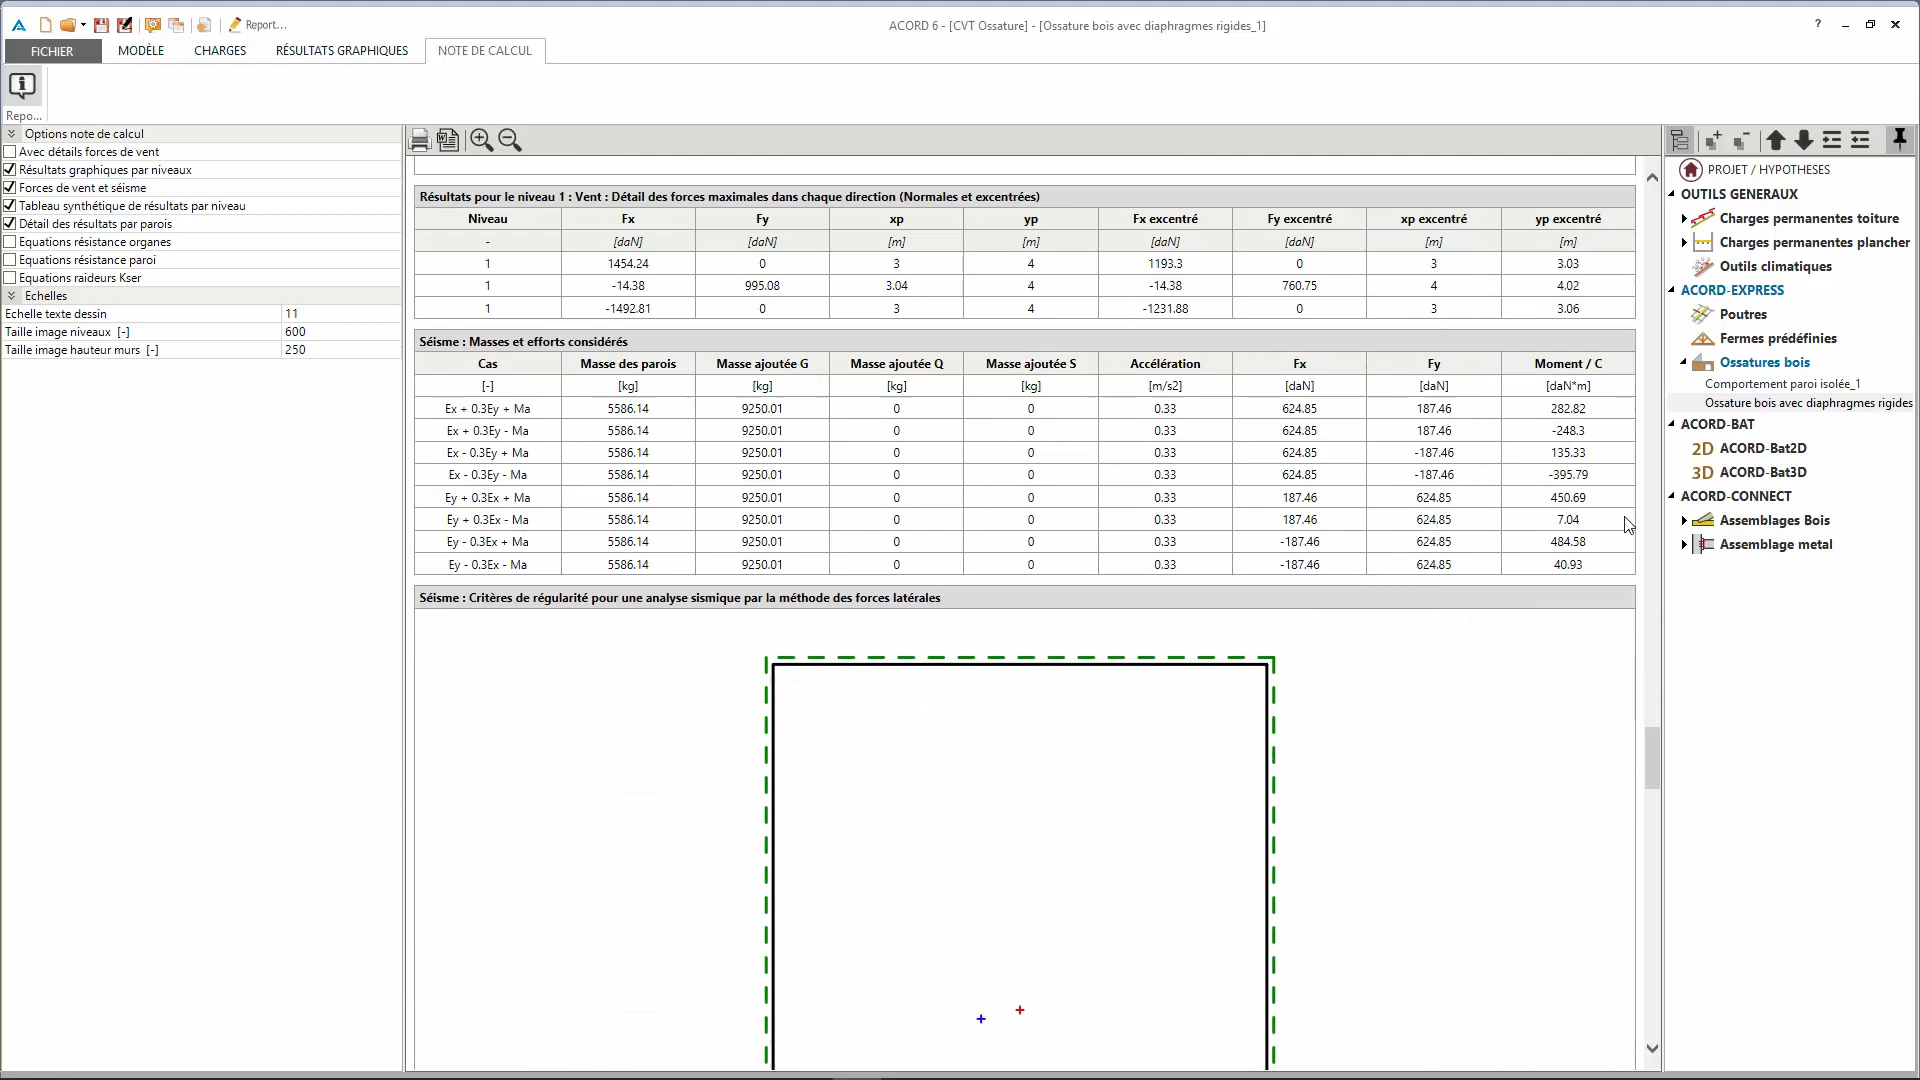 Report...
ACORD 6 - [CVT Ossature] - [Ossature bois avec diaphragmes rigides_1]
?
FICHIER MODÈLE CHARGES RÉSULTATS GRAPHIQUES NOTE DE CALCUL
Repo...
Options note de calcul
Avec détails forces de vent
Résultats graphiques par niveaux
Forces de vent et séisme
Tableau synthétique de résultats par niveau
Détail des résultats par parois
Equations résistance organes
Equations résistance paroi
Equations raideurs Kser
Echelles
Echelle texte dessin 11
Taille image niveaux [-] 600
Taille image hauteur murs [-] 250
Résultats pour le niveau 1 : Vent : Détail des forces maximales dans chaque direction (Normales et excentrées)
Niveau Fx Fy xp yp Fx excentré Fy excentré xp excentré yp excentré
- [daN] [daN] [m] [m] [daN] [daN] [m] [m]
1 1454.24 0 3 4 1193.3 0 3 3.03
1 -14.38 995.08 3.04 4 -14.38 760.75 4 4.02
1 -1492.81 0 3 4 -1231.88 0 3 3.06
Séisme : Masses et efforts considérés
Cas Masse des parois Masse ajoutée G Masse ajoutée Q Masse ajoutée S Accélération Fx Fy Moment / C
[-] [kg] [kg] [kg] [kg] [m/s2] [daN] [daN] [daN*m]
Ex + 0.3Ey + Ma 5586.14 9250.01 0 0 0.33 624.85 187.46 282.82
Ex + 0.3Ey - Ma 5586.14 9250.01 0 0 0.33 624.85 187.46 -248.3
Ex - 0.3Ey + Ma 5586.14 9250.01 0 0 0.33 624.85 -187.46 135.33
Ex - 0.3Ey - Ma 5586.14 9250.01 0 0 0.33 624.85 -187.46 -395.79
Ey + 0.3Ex + Ma 5586.14 9250.01 0 0 0.33 187.46 624.85 450.69
Ey + 0.3Ex - Ma 5586.14 9250.01 0 0 0.33 187.46 624.85 7.04
Ey - 0.3Ex + Ma 5586.14 9250.01 0 0 0.33 -187.46 624.85 484.58
Ey - 0.3Ex - Ma 5586.14 9250.01 0 0 0.33 -187.46 624.85 40.93
Séisme : Critères de régularité pour une analyse sismique par la méthode des forces latérales
PROJET / HYPOTHESES
OUTILS GENERAUX
Charges permanentes toiture
Charges permanentes plancher
Outils climatiques
ACORD-EXPRESS
Poutres
Fermes prédéfinies
Ossatures bois
Comportement paroi isolée_1
Ossature bois avec diaphragmes rigides
ACORD-BAT
2D ACORD-Bat2D
3D ACORD-Bat3D
ACORD-CONNECT
Assemblages Bois
Assemblage metal